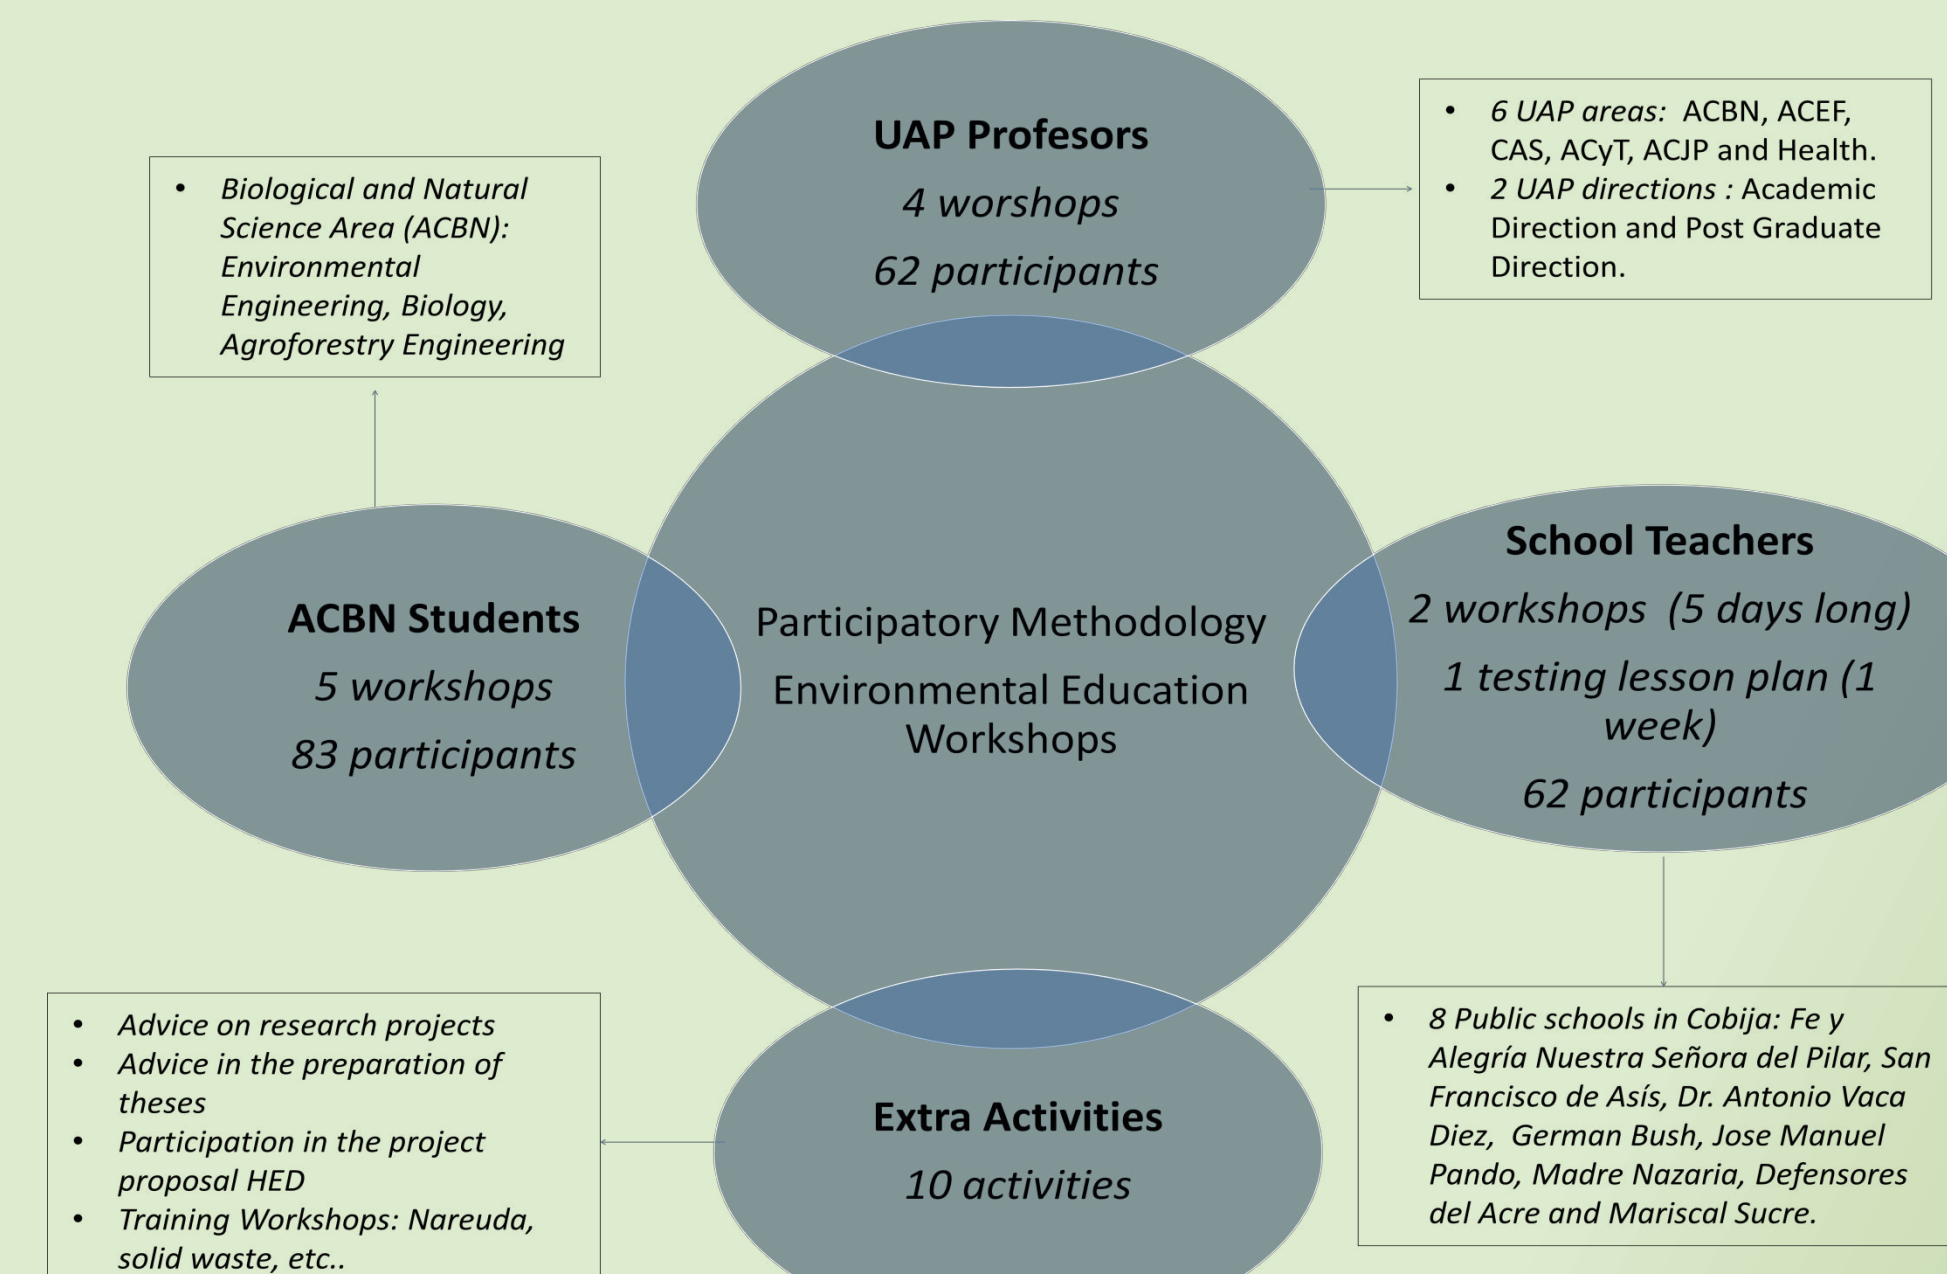 UAP Profesors
4 worshops
62 participants
• 6 UAP areas: ACBN, ACEF,
CAS, ACyT, ACJP and Health.
• 2 UAP directions : Academic
Direction and Post Graduate
Direction.
• Biological and Natural
Science Area (ACBN):
Environmental
Engineering, Biology,
Agroforestry Engineering
ACBN Students
5 workshops
83 participants
Participatory Methodology
Environmental Education
Workshops
School Teachers
2 workshops (5 days long)
1 testing lesson plan (1
week)
62 participants
• Advice on research projects
• Advice in the preparation of
theses
• Participation in the project
proposal HED
• Training Workshops: Nareuda,
solid waste, etc..
Extra Activities
10 activities
• 8 Public schools in Cobija: Fe y
Alegría Nuestra Señora del Pilar, San
Francisco de Asís, Dr. Antonio Vaca
Diez, German Bush, Jose Manuel
Pando, Madre Nazaria, Defensores
del Acre and Mariscal Sucre.